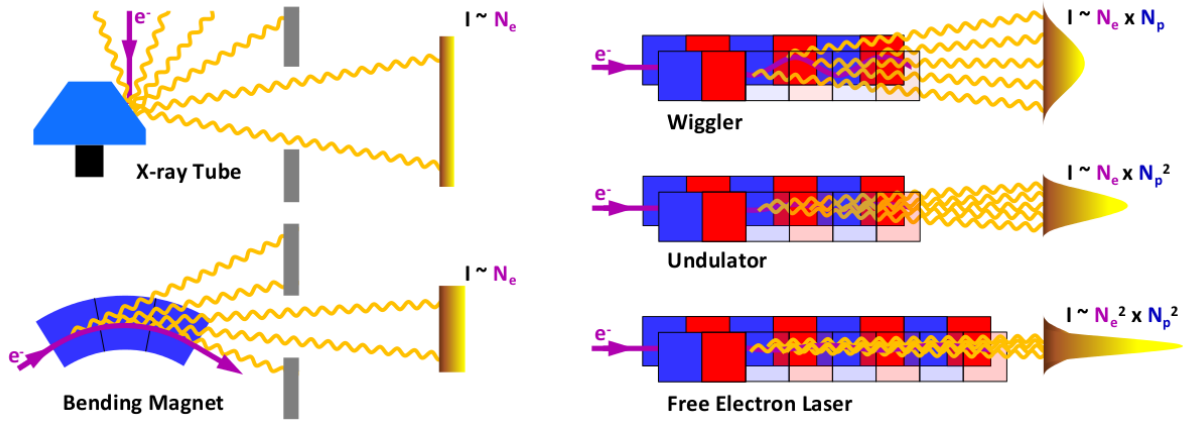 e-
I ~ Nₑ
X-ray Tube
I ~ Nₑ
e-
Bending Magnet
I ~ Nₑ x Nₚ
e-
Wiggler
I ~ Nₑ x Nₚ²
e-
Undulator
I ~ Nₑ² x Nₚ²
e-
Free Electron Laser